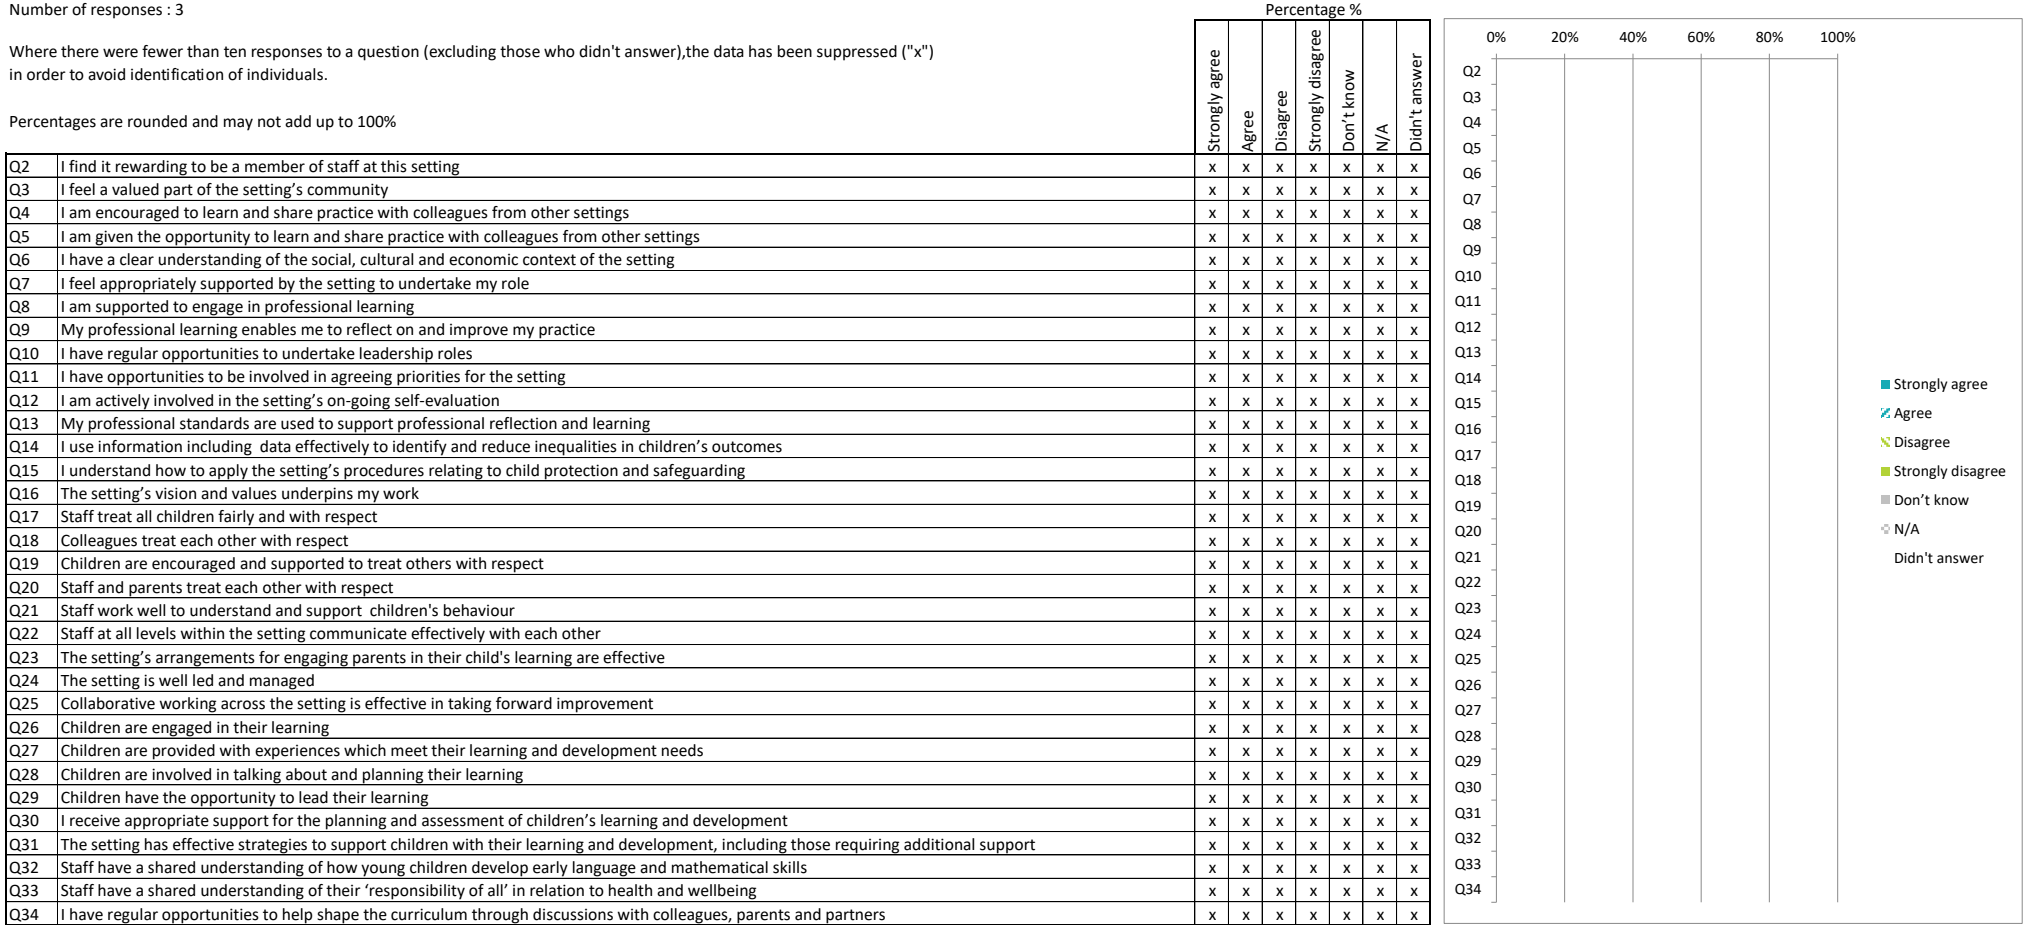 Number of responses : 3
Percentage %
Where there were fewer than ten responses to a question (excluding those who didn't answer),the data has been suppressed ("x")
in order to avoid identification of individuals.
Percentages are rounded and may not add up to 100%
Strongly agree
Agree
Disagree
Strongly disagree
Don't know
N/A
Didn't answer
Q2 I find it rewarding to be a member of staff at this setting x x x x x x x
Q3 I feel a valued part of the setting’s community x x x x x x x
Q4 I am encouraged to learn and share practice with colleagues from other settings x x x x x x x
Q5 I am given the opportunity to learn and share practice with colleagues from other settings x x x x x x x
Q6 I have a clear understanding of the social, cultural and economic context of the setting x x x x x x x
Q7 I feel appropriately supported by the setting to undertake my role x x x x x x x
Q8 I am supported to engage in professional learning x x x x x x x
Q9 My professional learning enables me to reflect on and improve my practice x x x x x x x
Q10 I have regular opportunities to undertake leadership roles x x x x x x x
Q11 I have opportunities to be involved in agreeing priorities for the setting x x x x x x x
Q12 I am actively involved in the setting’s on-going self-evaluation x x x x x x x
Q13 My professional standards are used to support professional reflection and learning x x x x x x x
Q14 I use information including  data effectively to identify and reduce inequalities in children’s outcomes x x x x x x x
Q15 I understand how to apply the setting’s procedures relating to child protection and safeguarding x x x x x x x
Q16 The setting’s vision and values underpins my work x x x x x x x
Q17 Staff treat all children fairly and with respect x x x x x x x
Q18 Colleagues treat each other with respect x x x x x x x
Q19 Children are encouraged and supported to treat others with respect x x x x x x x
Q20 Staff and parents treat each other with respect x x x x x x x
Q21 Staff work well to understand and support  children's behaviour x x x x x x x
Q22 Staff at all levels within the setting communicate effectively with each other x x x x x x x
Q23 The setting’s arrangements for engaging parents in their child's learning are effective x x x x x x x
Q24 The setting is well led and managed x x x x x x x
Q25 Collaborative working across the setting is effective in taking forward improvement x x x x x x x
Q26 Children are engaged in their learning x x x x x x x
Q27 Children are provided with experiences which meet their learning and development needs x x x x x x x
Q28 Children are involved in talking about and planning their learning x x x x x x x
Q29 Children have the opportunity to lead their learning x x x x x x x
Q30 I receive appropriate support for the planning and assessment of children’s learning and development x x x x x x x
Q31 The setting has effective strategies to support children with their learning and development, including those requiring additional support x x x x x x x
Q32 Staff have a shared understanding of how young children develop early language and mathematical skills x x x x x x x
Q33 Staff have a shared understanding of their ‘responsibility of all’ in relation to health and wellbeing x x x x x x x
Q34 I have regular opportunities to help shape the curriculum through discussions with colleagues, parents and partners x x x x x x x
0% 20% 40% 60% 80% 100%
Q2
Q3
Q4
Q5
Q6
Q7
Q8
Q9
Q10
Q11
Q12
Q13
Q14
Q15
Q16
Q17
Q18
Q19
Q20
Q21
Q22
Q23
Q24
Q25
Q26
Q27
Q28
Q29
Q30
Q31
Q32
Q33
Q34
Strongly agree
Agree
Disagree
Strongly disagree
Don’t know
N/A
Didn't answer